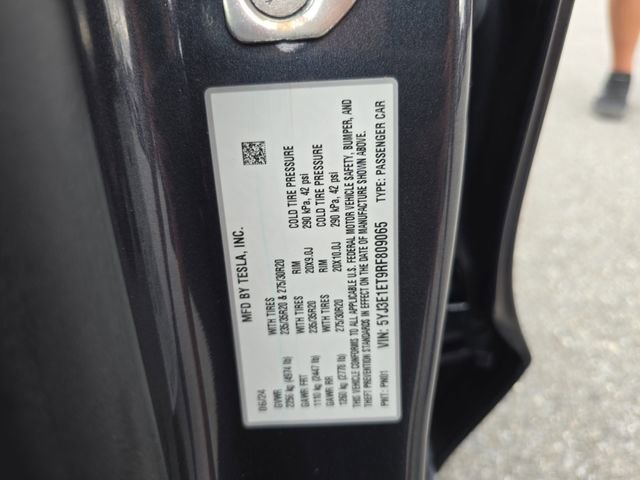 MFD BY TESLA, INC.
06/24
GVWR WITH TIRES
2256 kg (4974 lb) 235/35R20 & 275/30R20 COLD TIRE PRESSURE
GAWR FRT WITH TIRES RIM 290 kPa, 42 psi
1110 kg (2447 lb) 235/35R20 20X9.0J COLD TIRE PRESSURE
GAWR RR WITH TIRES RIM 290 kPa, 42 psi
1260 kg (2778 lb) 275/30R20 20X10.0J
THIS VEHICLE CONFORMS TO ALL APPLICABLE U.S. FEDERAL MOTOR VEHICLE SAFETY, BUMPER, AND
THEFT PREVENTION STANDARDS IN EFFECT ON THE DATE OF MANUFACTURE SHOWN ABOVE.
VIN: 5YJ3E1ET9RF809065 TYPE: PASSENGER CAR
PNT: PN01